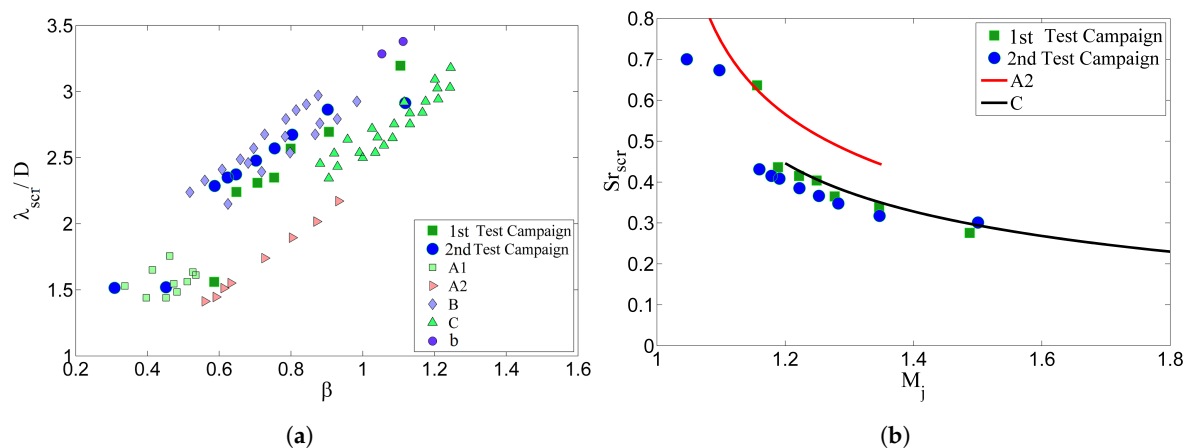 3.5
3
2.5
2
1.5
1
λscr/ D
0.2 0.4 0.6 0.8 1 1.2 1.4 1.6
β
1st Test Campaign
2nd Test Campaign
A1
A2
B
C
b
(a)
0.8
0.7
0.6
0.5
0.4
0.3
0.2
0.1
0
Srscr
1 1.2 1.4 1.6 1.8
Mj
1st Test Campaign
2nd Test Campaign
A2
C
(b)